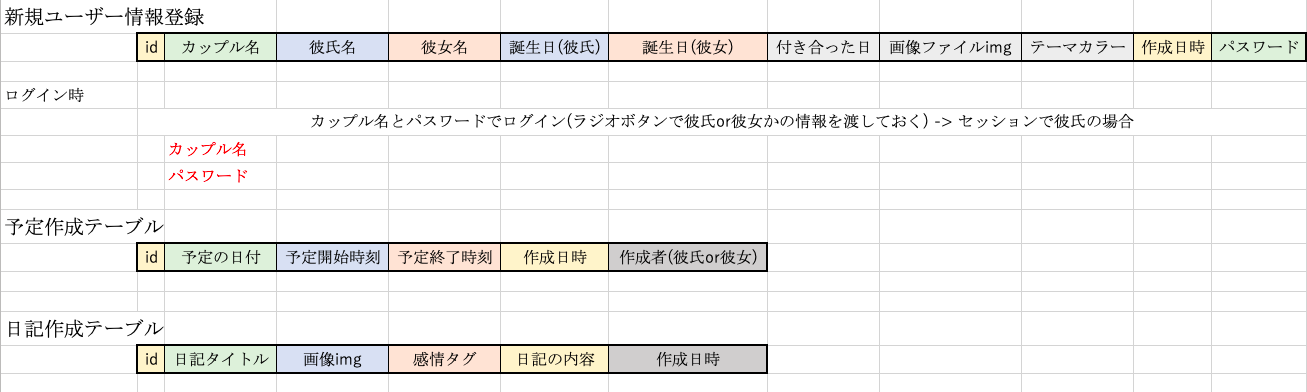 新規ユーザー情報登録
id カップル名 彼氏名 彼女名 誕生日(彼氏) 誕生日(彼女) 付き合った日 画像ファイルimg テーマカラー 作成日時 パスワード
ログイン時
カップル名とパスワードでログイン(ラジオボタンで彼氏or彼女かの情報を渡しておく) -> セッションで彼氏の場合
カップル名
パスワード
予定作成テーブル
id 予定の日付 予定開始時刻 予定終了時刻 作成日時 作成者(彼氏or彼女)
日記作成テーブル
id 日記タイトル 画像img 感情タグ 日記の内容 作成日時